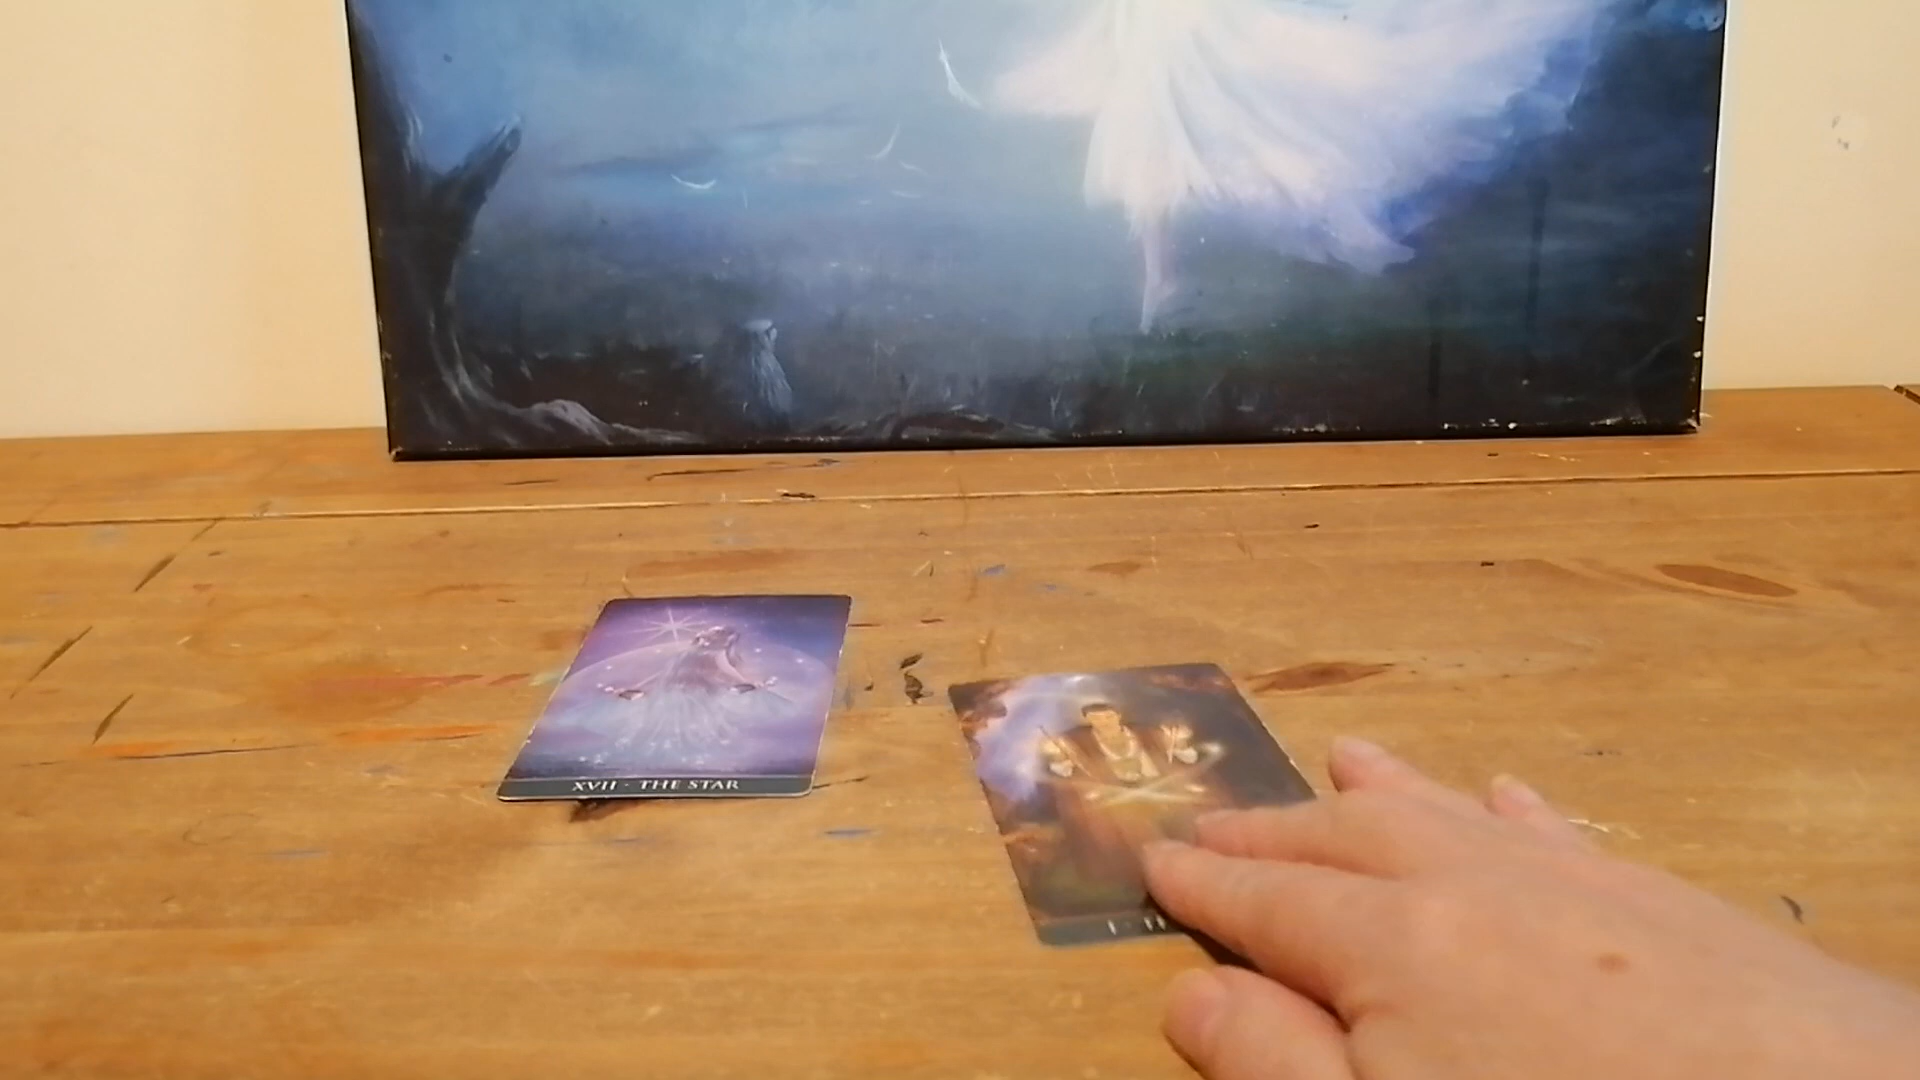 XVII - THE STAR
I -